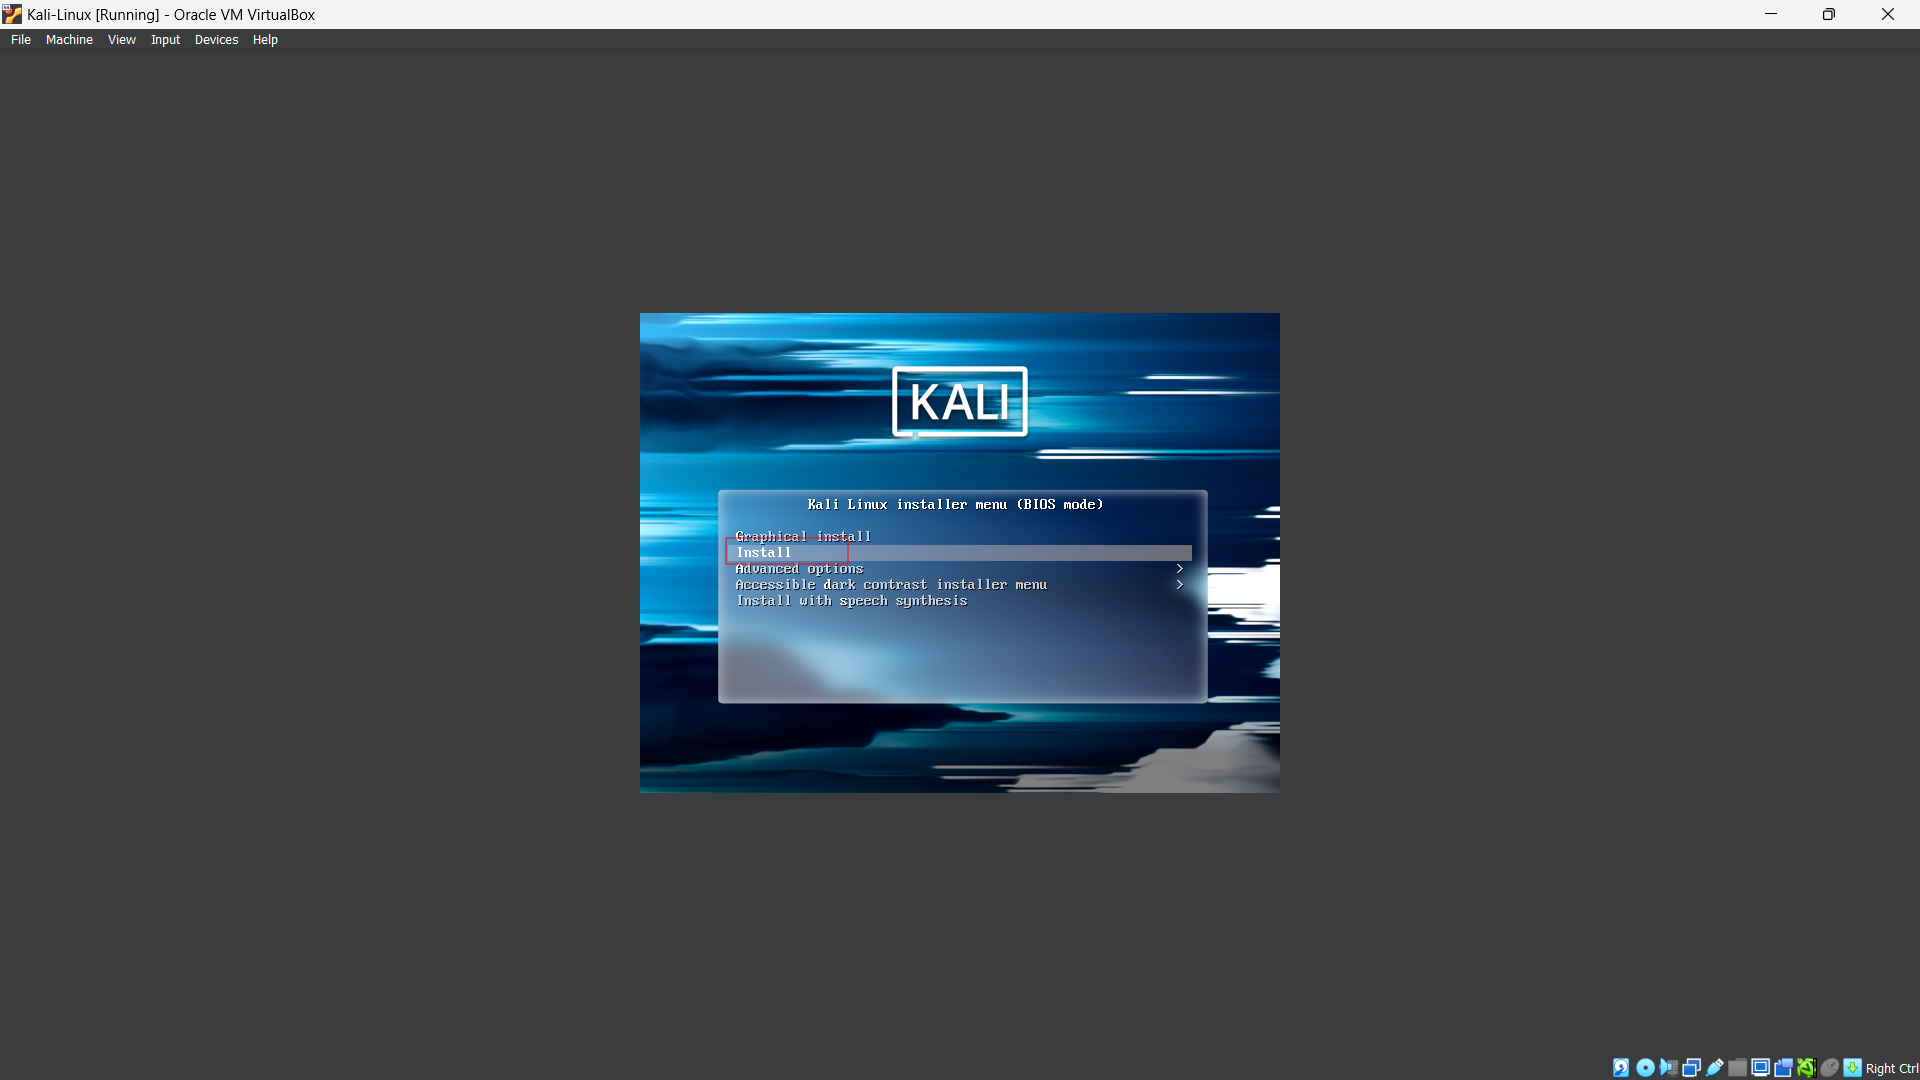 Kali-Linux [Running] - Oracle VM VirtualBox
File Machine View Input Devices Help
KALI
Kali Linux installer menu (BIOS mode)
Graphical install
Install
Advanced options >
Accessible dark contrast installer menu >
Install with speech synthesis
Right Ctrl